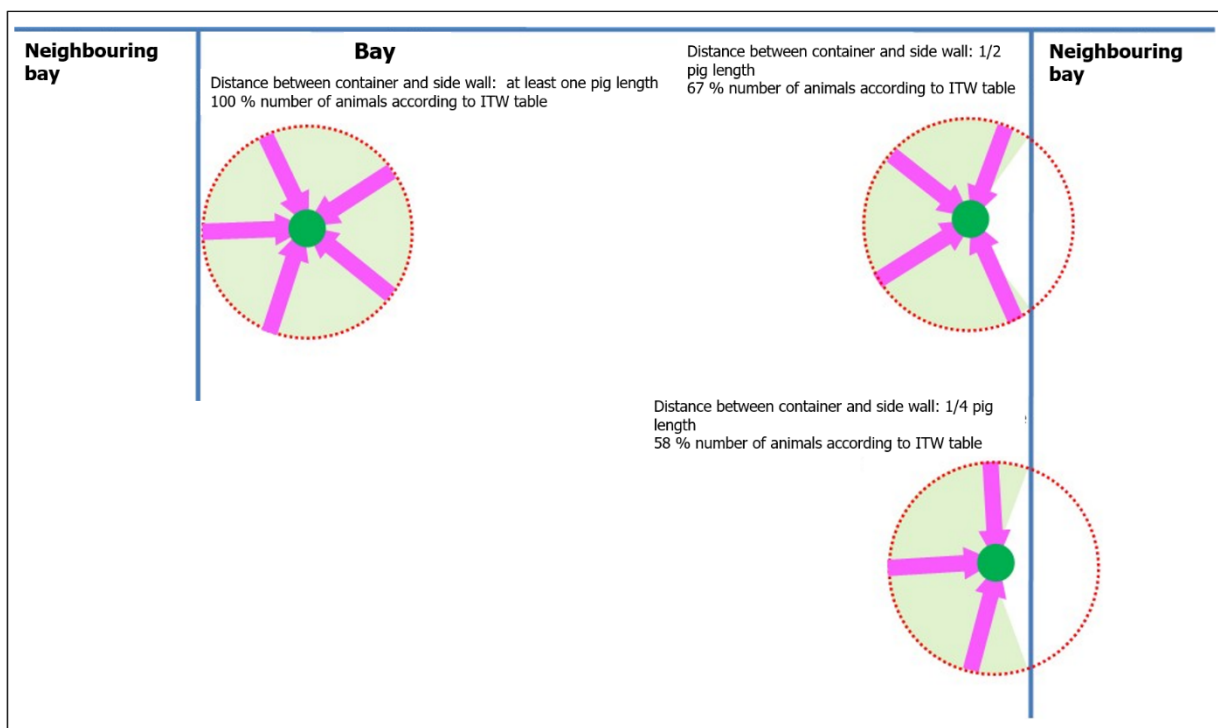 Neighbouring
bay
Bay
Distance between container and side wall:  at least one pig length
100 % number of animals according to ITW table
Distance between container and side wall: 1/2
pig length
67 % number of animals according to ITW table
Neighbouring
bay
Distance between container and side wall: 1/4 pig
length
58 % number of animals according to ITW table